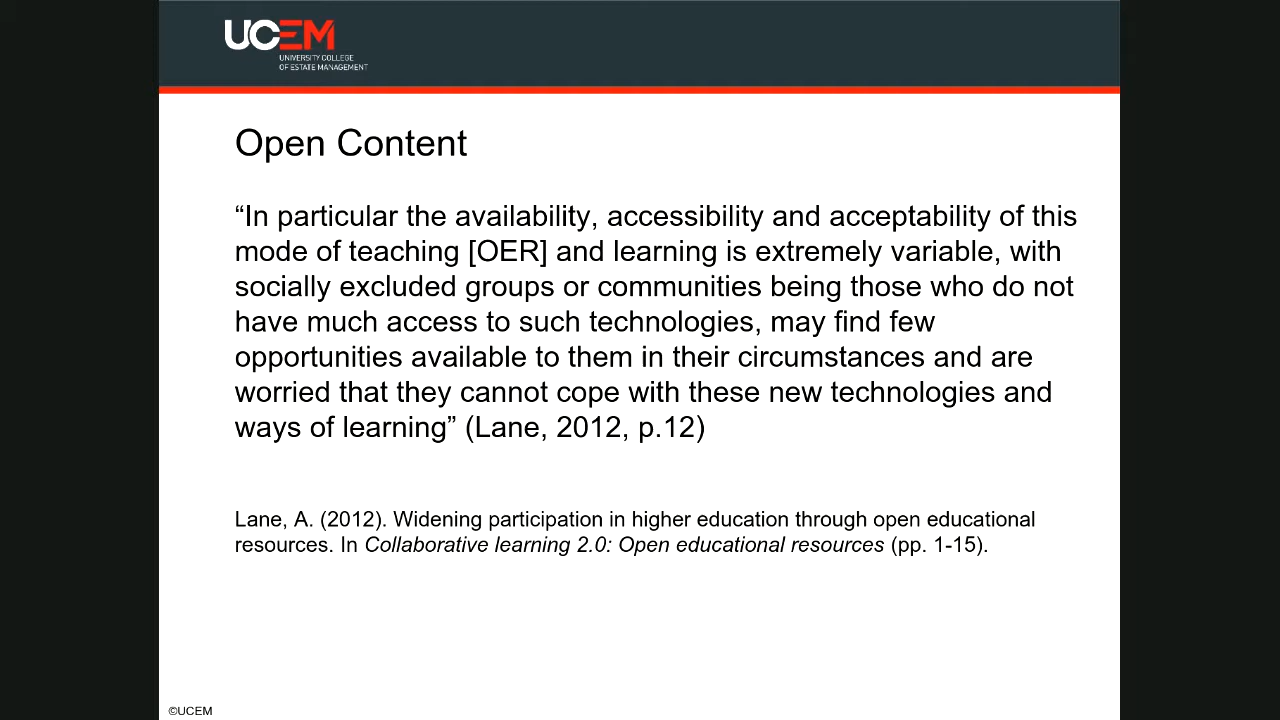 UCEM
UNIVERSITY COLLEGE
OF ESTATE MANAGEMENT
Open Content
“In particular the availability, accessibility and acceptability of this
mode of teaching [OER] and learning is extremely variable, with
socially excluded groups or communities being those who do not
have much access to such technologies, may find few
opportunities available to them in their circumstances and are
worried that they cannot cope with these new technologies and
ways of learning” (Lane, 2012, p.12)
Lane, A. (2012). Widening participation in higher education through open educational
resources. In Collaborative learning 2.0: Open educational resources (pp. 1-15).
©UCEM